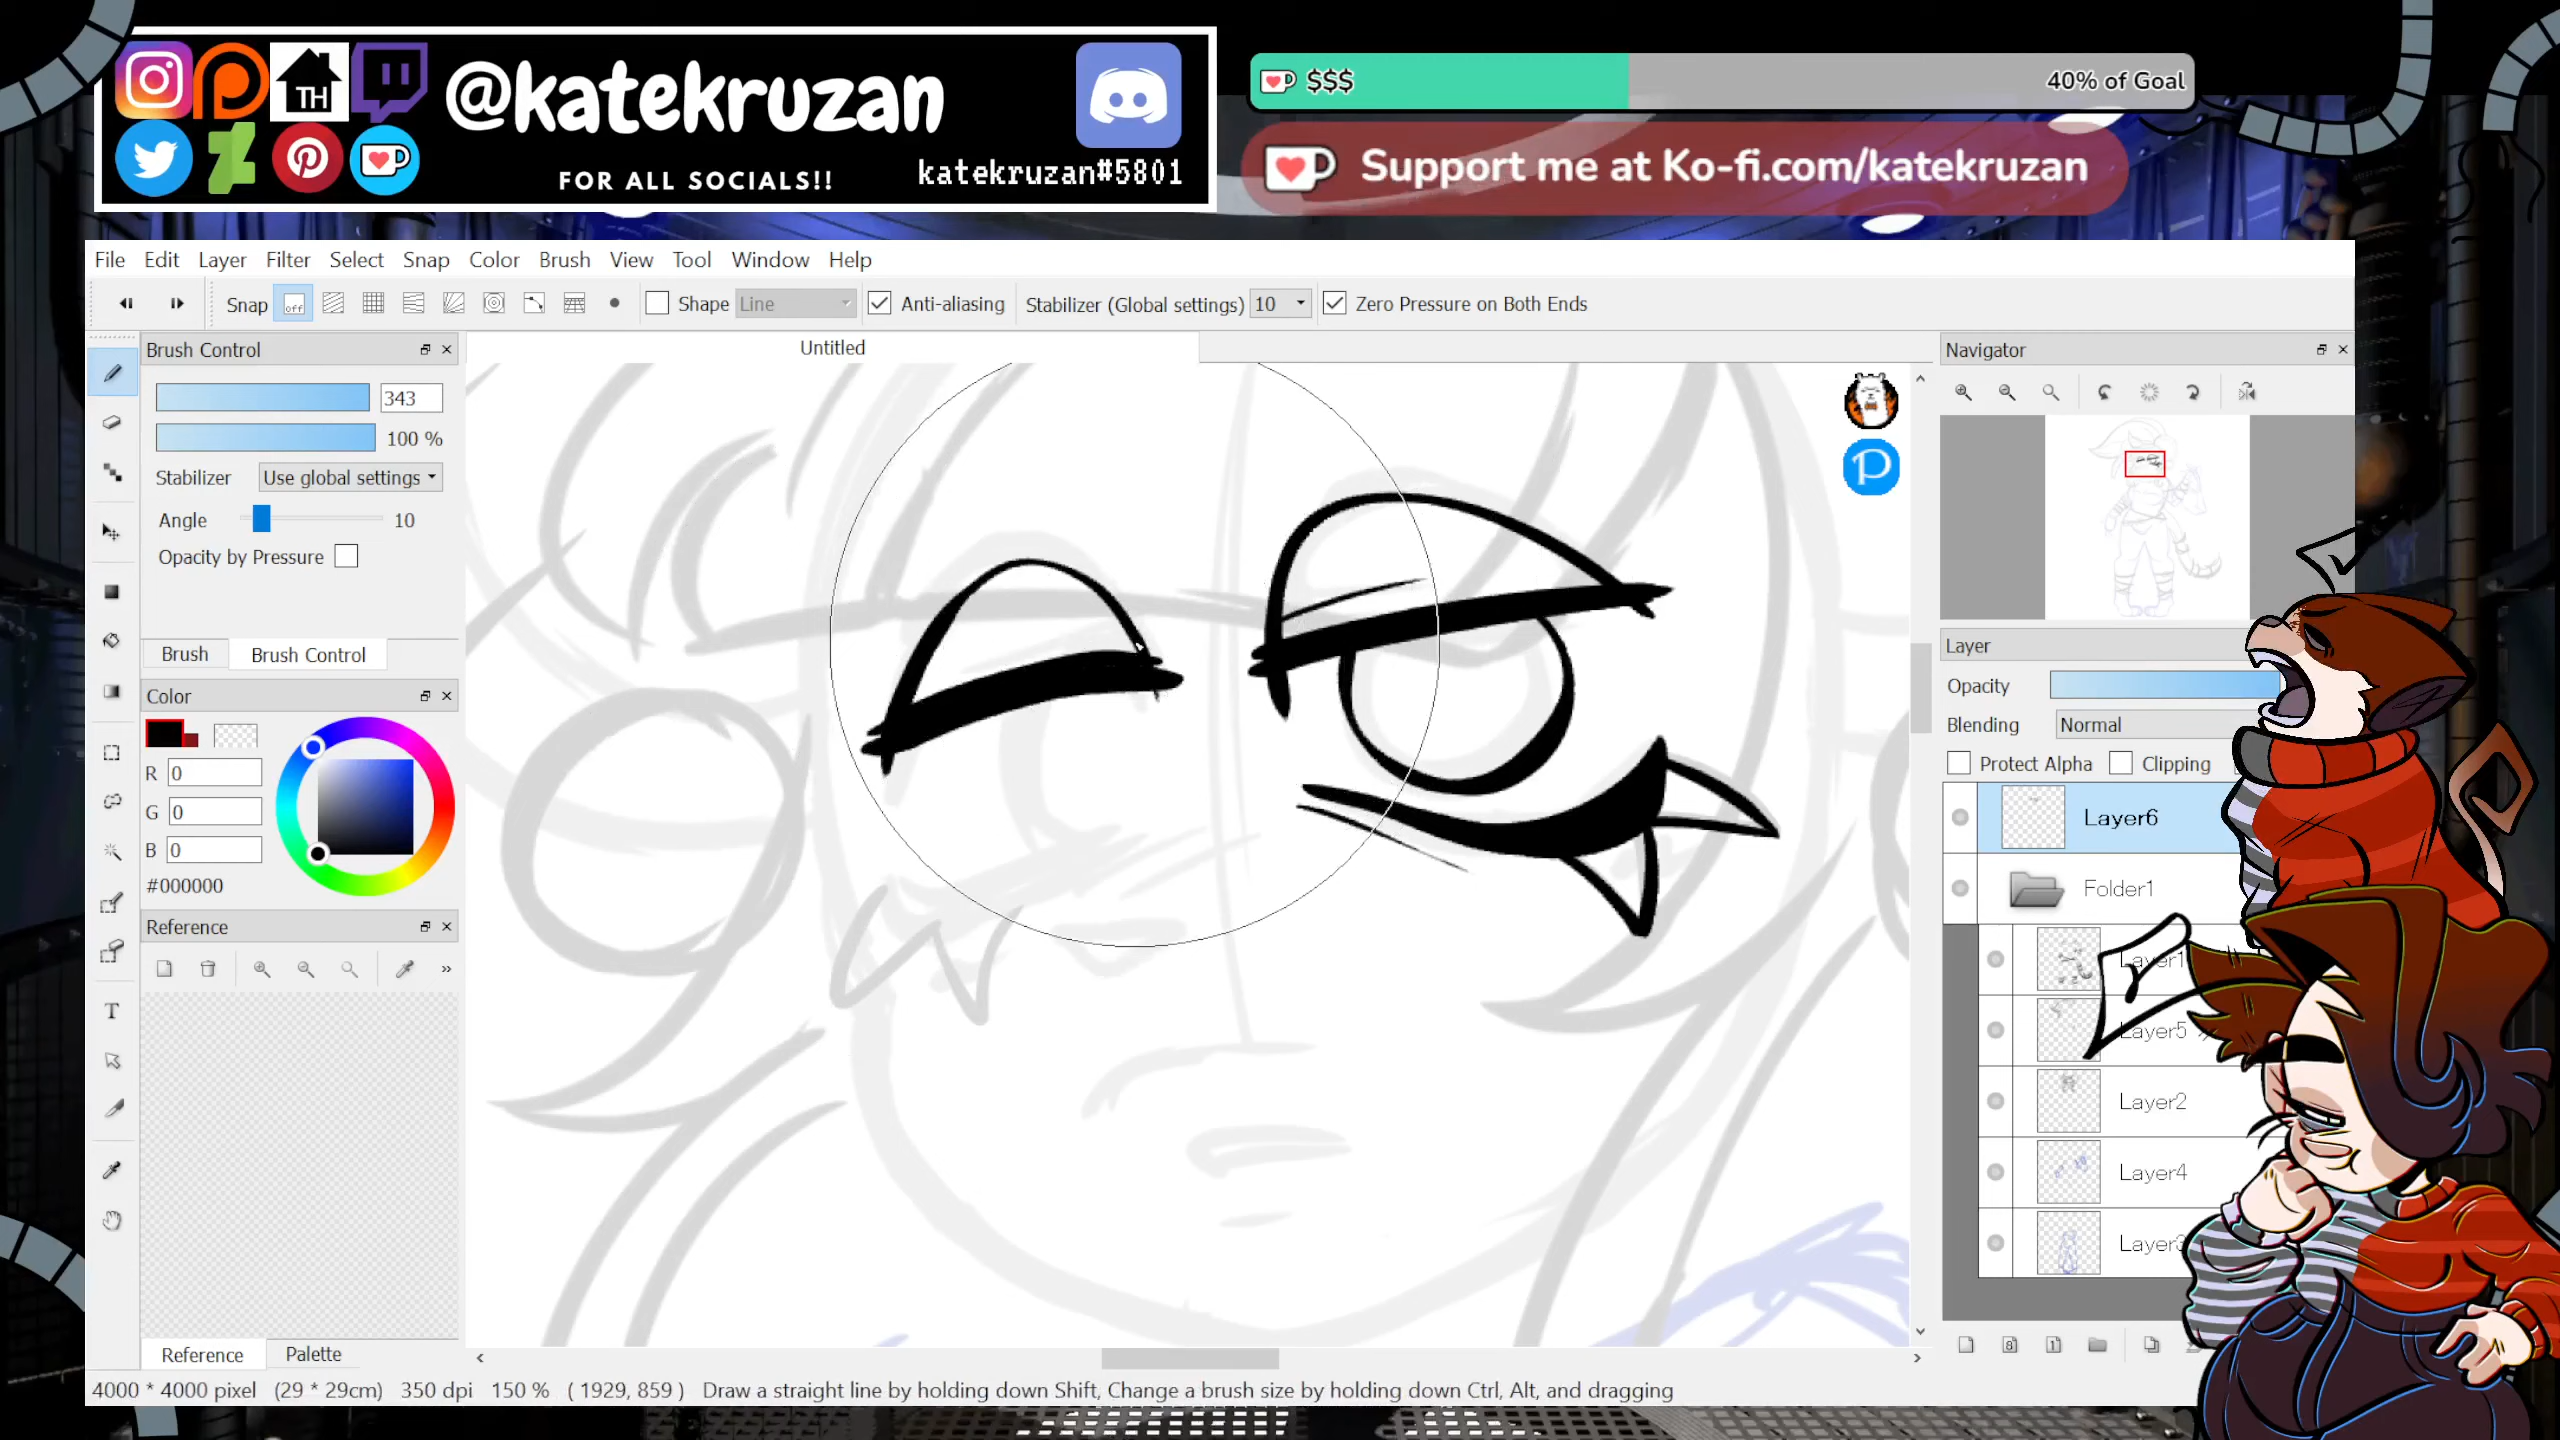 TH
@katekruzan
FOR ALL SOCIALS!!
katekruzan#5801
$$$
40% of Goal
Support me at Ko-fi.com/katekruzan
File Edit Layer Filter Select Snap Color Brush View Tool Window Help
Snap off Shape Line Anti-aliasing Stabilizer (Global settings) 10 Zero Pressure on Both Ends
Brush Control
343
100 %
Stabilizer Use global settings
Angle 10
Opacity by Pressure
Brush Brush Control
Color
R 0
G 0
B 0
#000000
Reference
»
T
Reference Palette
Untitled
P
Navigator
Layer
Opacity
Blending Normal
Protect Alpha Clipping
Layer6
Folder1
Layer1
Layer5
Layer2
Layer4
Layer3
8 1
4000 * 4000 pixel (29 * 29cm) 350 dpi 150 % ( 1929, 859 ) Draw a straight line by holding down Shift, Change a brush size by holding down Ctrl, Alt, and dragging